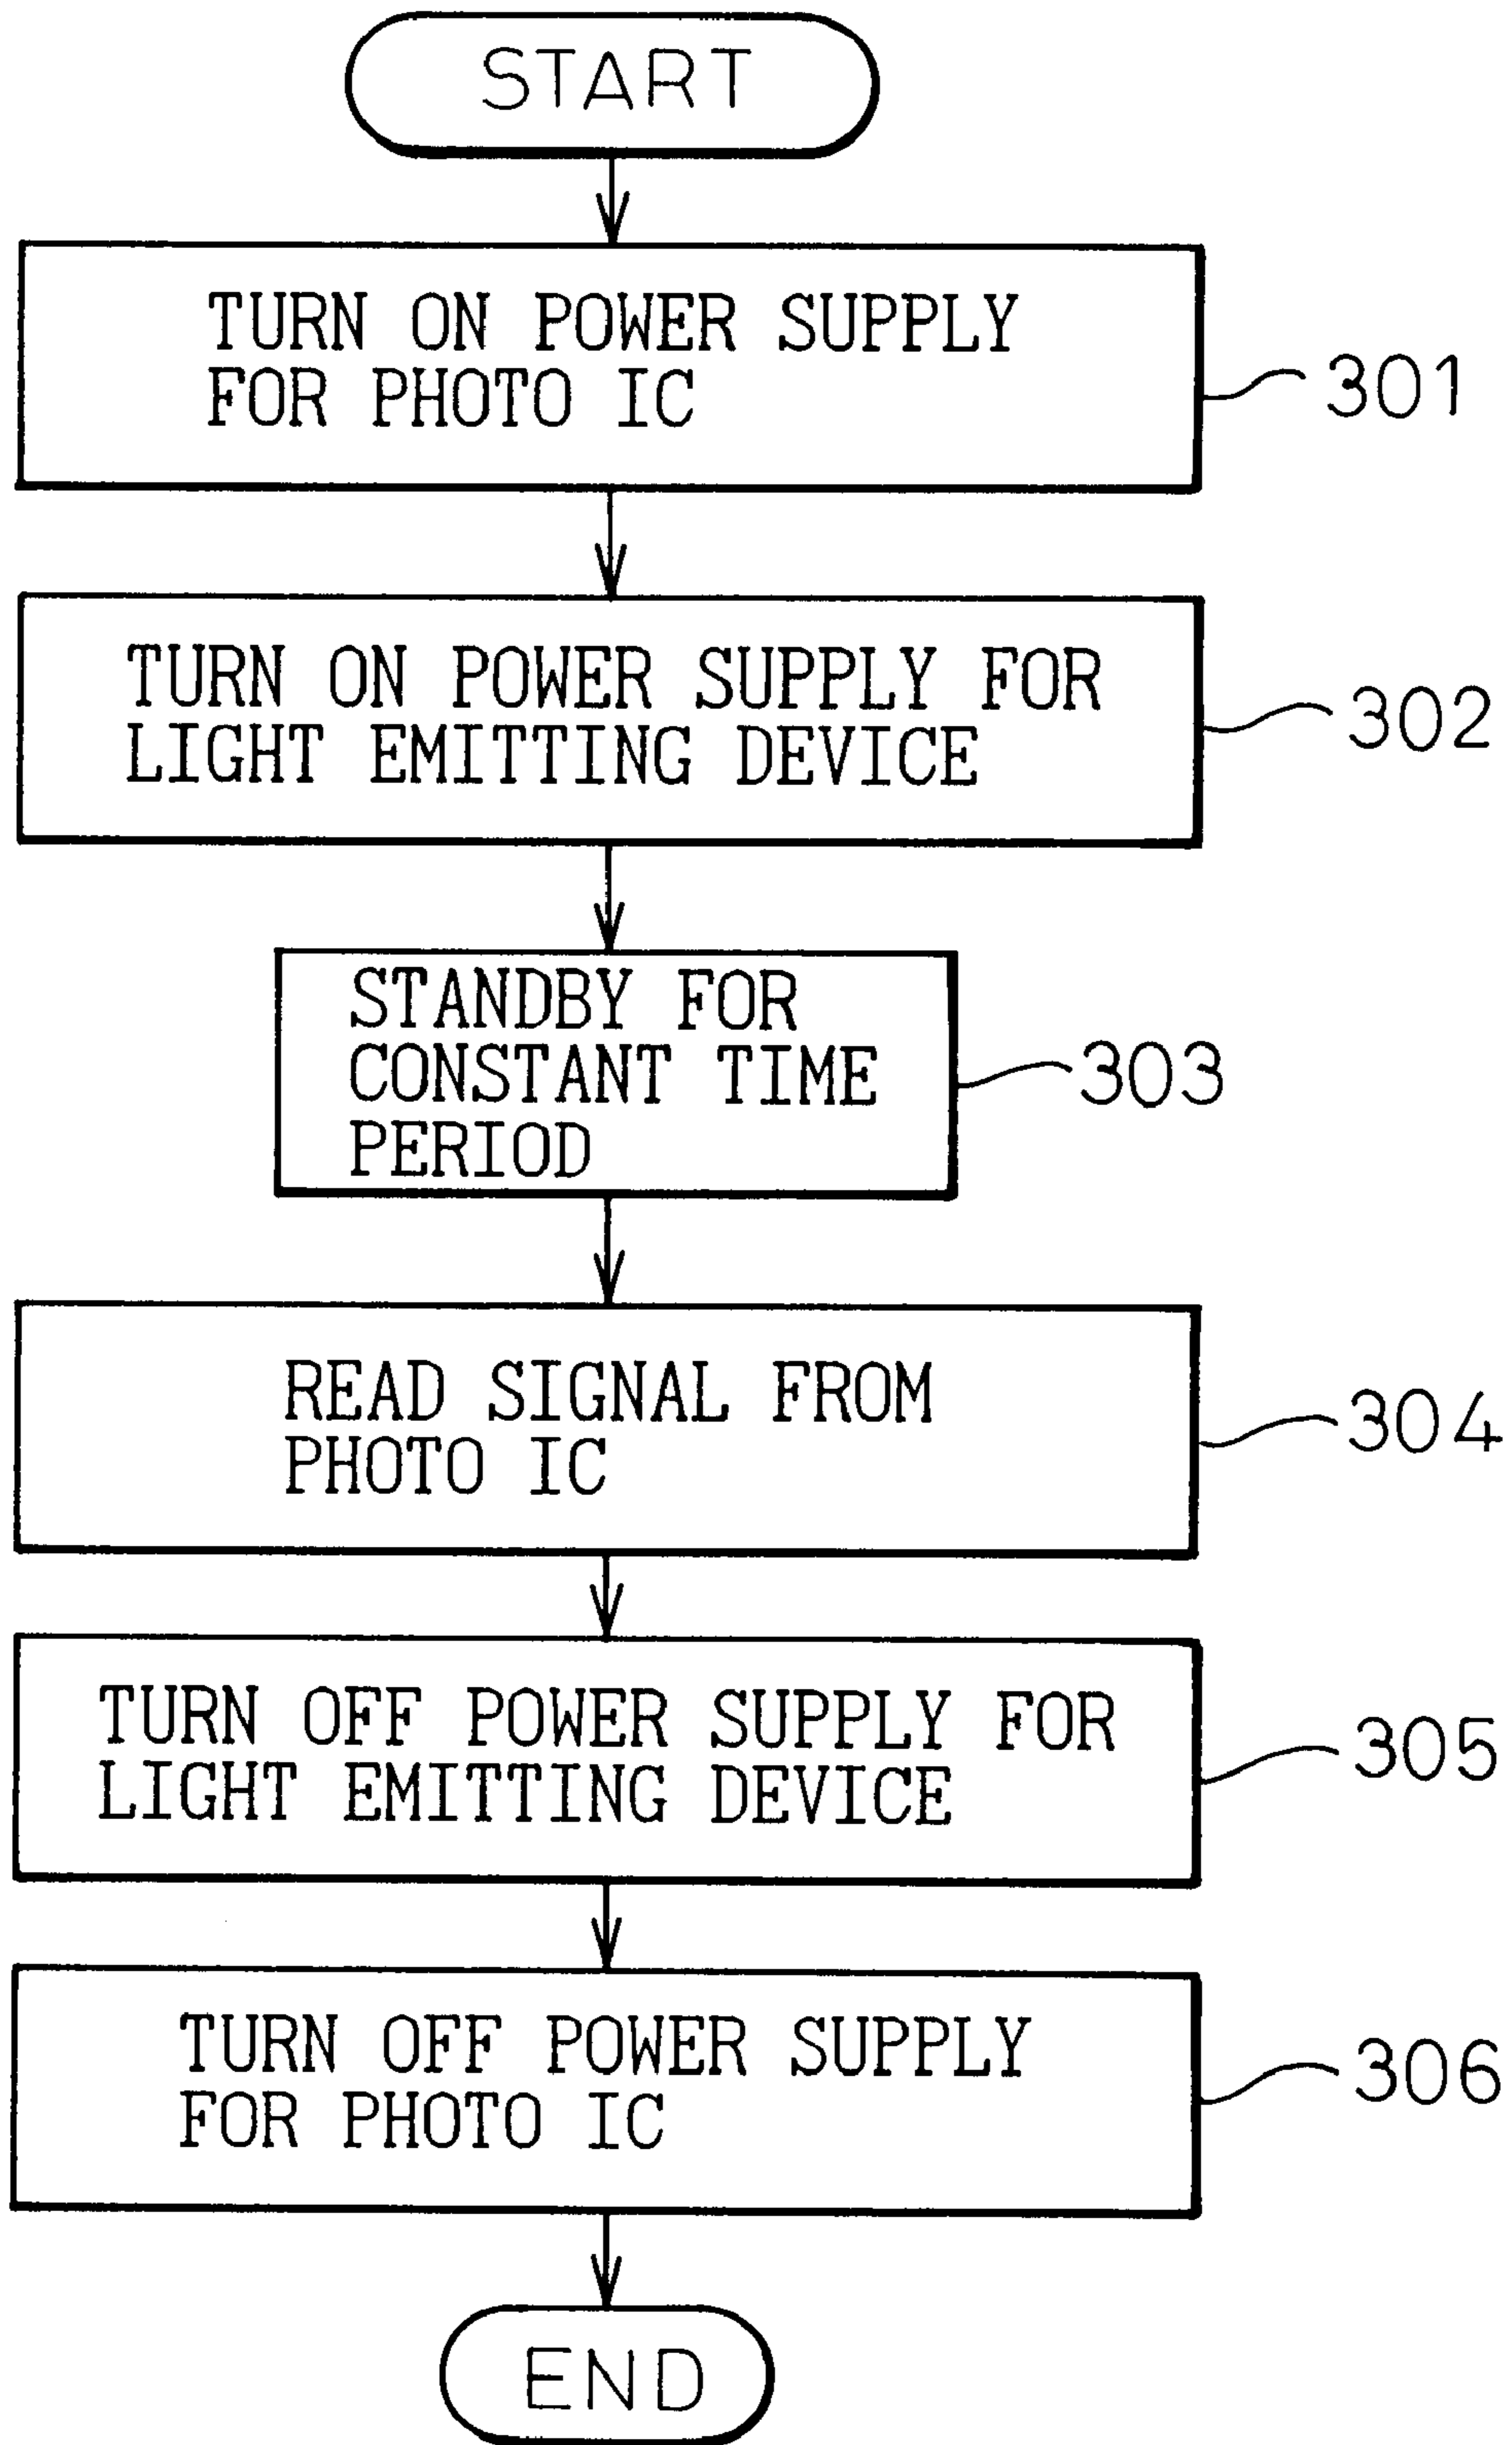 START
TURN ON POWER SUPPLY
FOR PHOTO IC
301
TURN ON POWER SUPPLY FOR
LIGHT EMITTING DEVICE
302
STANDBY FOR
CONSTANT TIME
PERIOD
303
READ SIGNAL FROM
PHOTO IC
304
TURN OFF POWER SUPPLY FOR
LIGHT EMITTING DEVICE
305
TURN OFF POWER SUPPLY
FOR PHOTO IC
306
END